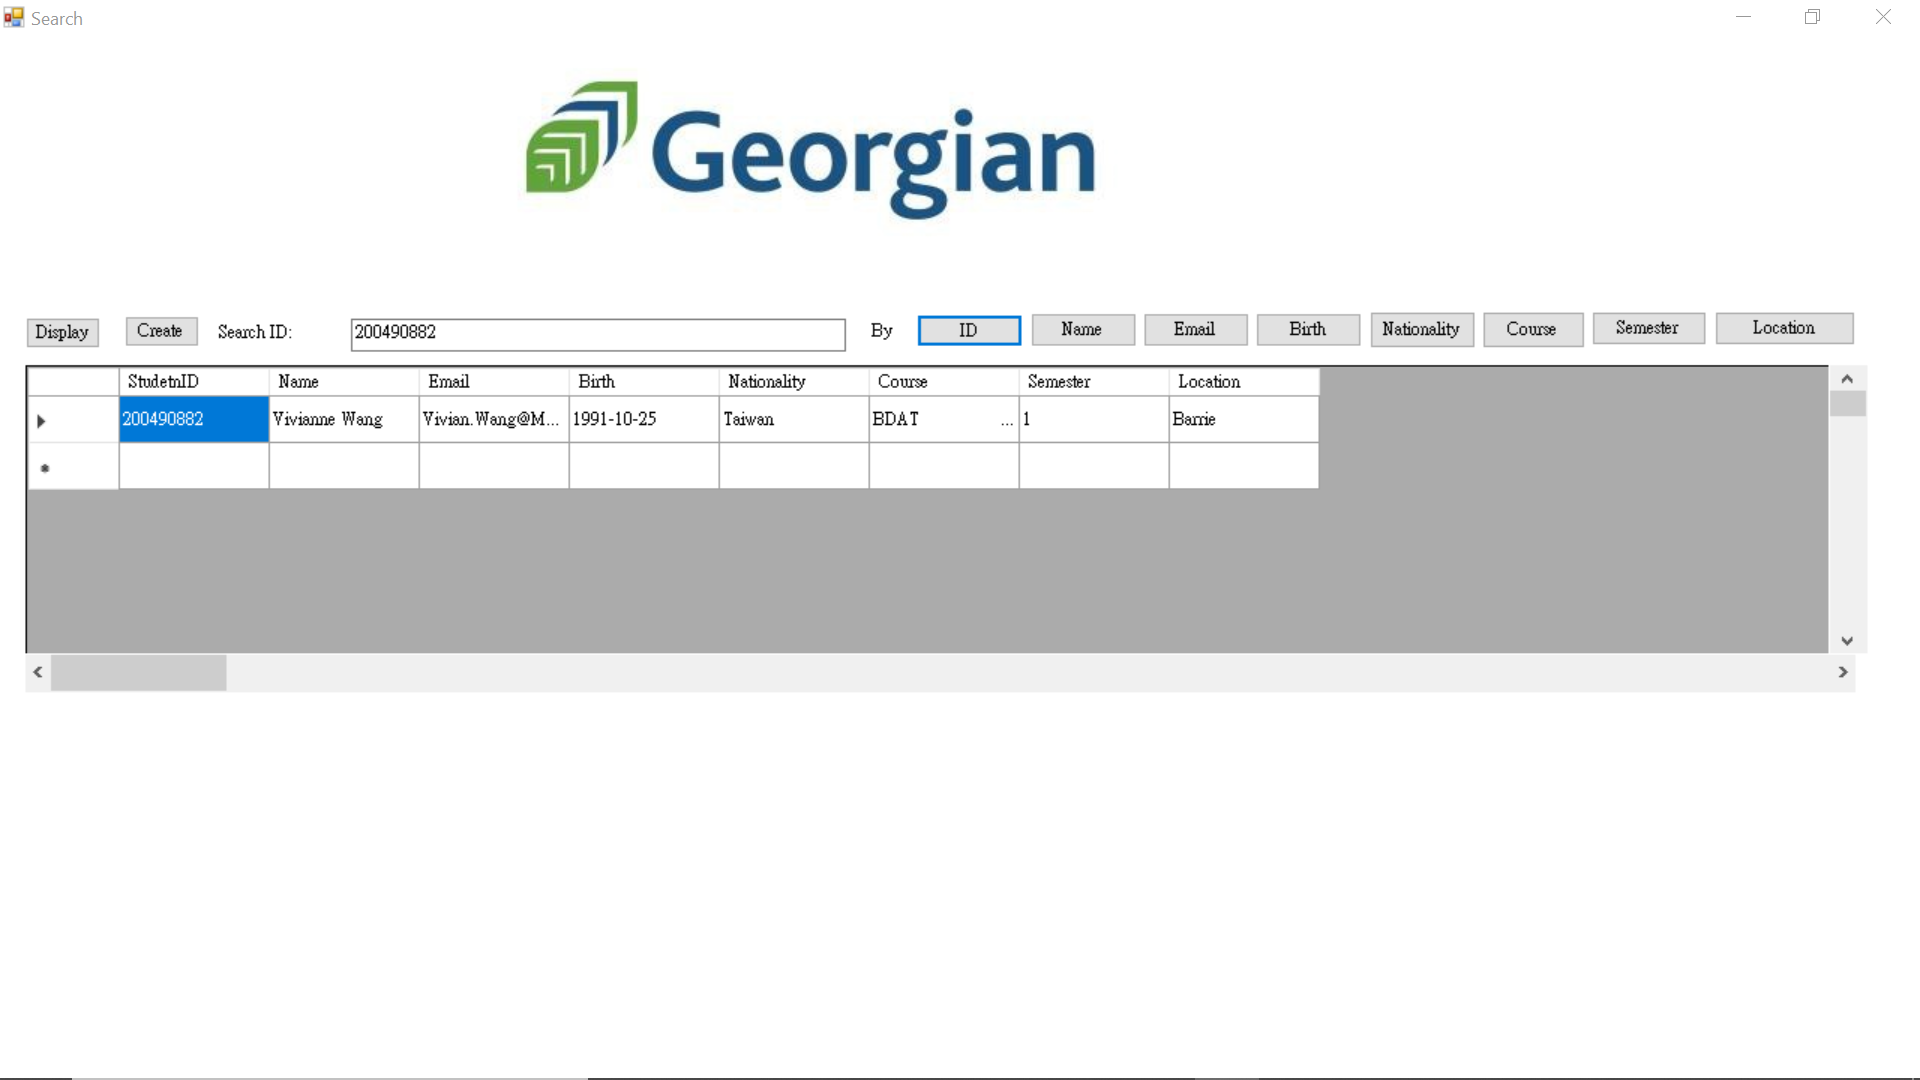 Search
Georgian
Display Create Search ID: 200490882 By ID Name Email Birth Nationality Course Semester Location
StudetnID Name Email Birth Nationality Course Semester Location
200490882 Vivianne Wang Vivian.Wang@M... 1991-10-25 Taiwan BDAT ... 1 Barrie